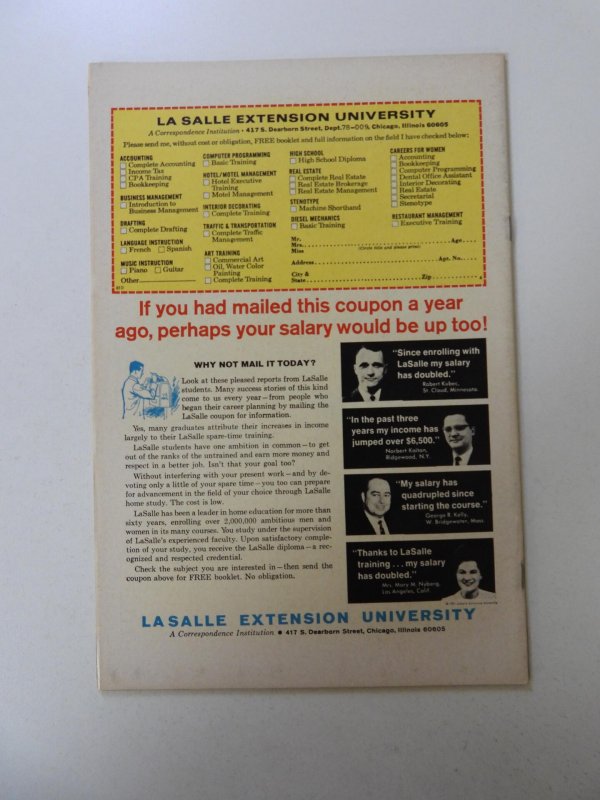 LA SALLE EXTENSION UNIVERSITY
A Correspondence Institution • 417 S. Dearborn Street, Dept. 78-009, Chicago, Illinois 60605
Please send me, without cost or obligation, FREE booklet and full information on the field I have checked below:
ACCOUNTING
Complete Accounting
Income Tax
CPA Training
Bookkeeping
BUSINESS MANAGEMENT
Introduction to
Business Management
DRAFTING
Complete Drafting
LANGUAGE INSTRUCTION
French Spanish
MUSIC INSTRUCTION
Piano Guitar
Other
COMPUTER PROGRAMMING
Basic Training
HOTEL/MOTEL MANAGEMENT
Hotel Executive
Training
Motel Management
INTERIOR DECORATING
Complete Training
TRAFFIC & TRANSPORTATION
Complete Traffic
Management
ART TRAINING
Commercial Art
Oil, Water Color
Painting
Complete Training
HIGH SCHOOL
High School Diploma
REAL ESTATE
Complete Real Estate
Real Estate Brokerage
Real Estate Management
STENOTYPE
Machine Shorthand
DIESEL MECHANICS
Basic Training
CAREERS FOR WOMEN
Accounting
Bookkeeping
Computer Programming
Dental Office Assistant
Interior Decorating
Real Estate
Secretarial
Stenotype
RESTAURANT MANAGEMENT
Executive Training
Mr.
Mrs. Age
Miss (Circle title and please print)
Address Apt. No.
City &
State Zip
If you had mailed this coupon a year
ago, perhaps your salary would be up too!
WHY NOT MAIL IT TODAY?
Look at these pleased reports from LaSalle
students. Many success stories of this kind
come to us every year—from people who
began their career planning by mailing the
LaSalle coupon for information.
Yes, many graduates attribute their increases in income
largely to their LaSalle spare-time training.
LaSalle students have one ambition in common—to get
out of the ranks of the untrained and earn more money and
respect in a better job. Isn't that your goal too?
Without interfering with your present work—and by de-
voting only a little of your spare time—you too can prepare
for advancement in the field of your choice through LaSalle
home study. The cost is low.
LaSalle has been a leader in home education for more than
sixty years, enrolling over 2,000,000 ambitious men and
women in its many courses. You study under the supervision
of LaSalle's experienced faculty. Upon satisfactory comple-
tion of your study, you receive the LaSalle diploma—a rec-
ognized and respected credential.
Check the subject you are interested in—then send the
coupon above for FREE booklet. No obligation.
"Since enrolling with
LaSalle my salary
has doubled."
Robert Kubec,
St. Cloud, Minnesota.
"In the past three
years my income has
jumped over $6,500."
Norbert Kaiton,
Ridgewood, N.Y.
"My salary has
quadrupled since
starting the course."
George B. Kelly,
W. Bridgewater, Mass.
"Thanks to LaSalle
training . . . my salary
has doubled."
Mrs. Mary M. Nyberg,
Los Angeles, Calif.
LA SALLE EXTENSION UNIVERSITY
A Correspondence Institution • 417 S. Dearborn Street, Chicago, Illinois 60605